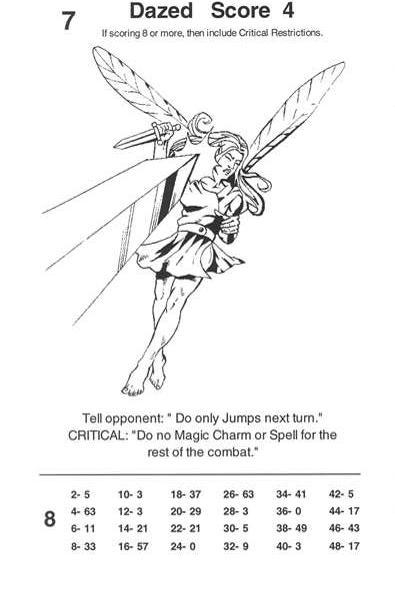 7
Dazed Score 4
If scoring 8 or more, then include Critical Restrictions.
Tell opponent: " Do only Jumps next turn."
CRITICAL: "Do no Magic Charm or Spell for the
rest of the combat."
8
2- 5 10- 3 18- 37 26- 63 34- 41 42- 5
4- 63 12- 3 20- 29 28- 3 36- 0 44- 17
6- 11 14- 21 22- 21 30- 5 38- 49 46- 43
8- 33 16- 57 24- 0 32- 9 40- 3 48- 17